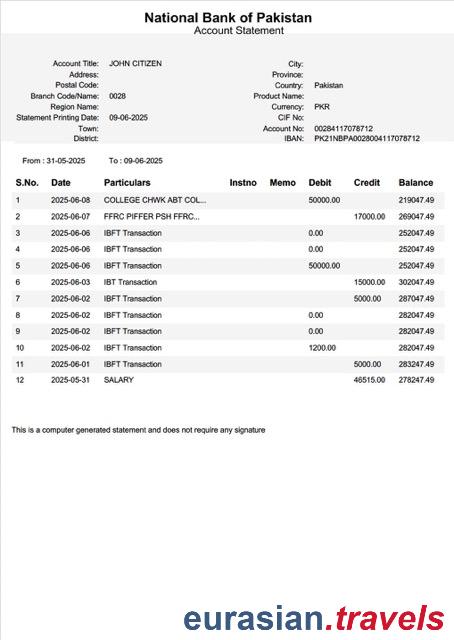 National Bank of Pakistan
Account Statement
Account Title: JOHN CITIZEN City:
Address: Province:
Postal Code: Country: Pakistan
Branch Code/Name: 0028 Product Name:
Region Name: Currency: PKR
Statement Printing Date: 09-06-2025 CIF No:
Town: Account No: 00284117078712
District: IBAN: PK21NBPA0028004117078712
From : 31-05-2025 To : 09-06-2025
S.No. Date Particulars Instno Memo Debit Credit Balance
1 2025-06-08 COLLEGE CHWK ABT COL... 50000.00 219047.49
2 2025-06-07 FFRC PIFFER PSH FFRC... 17000.00 269047.49
3 2025-06-06 IBFT Transaction 0.00 252047.49
4 2025-06-06 IBFT Transaction 0.00 252047.49
5 2025-06-06 IBFT Transaction 50000.00 252047.49
6 2025-06-03 IBT Transaction 15000.00 302047.49
7 2025-06-02 IBFT Transaction 5000.00 287047.49
8 2025-06-02 IBFT Transaction 0.00 282047.49
9 2025-06-02 IBFT Transaction 0.00 282047.49
10 2025-06-02 IBFT Transaction 1200.00 282047.49
11 2025-06-01 IBFT Transaction 5000.00 283247.49
12 2025-05-31 SALARY 46515.00 278247.49
This is a computer generated statement and does not require any signature
eurasian.travels